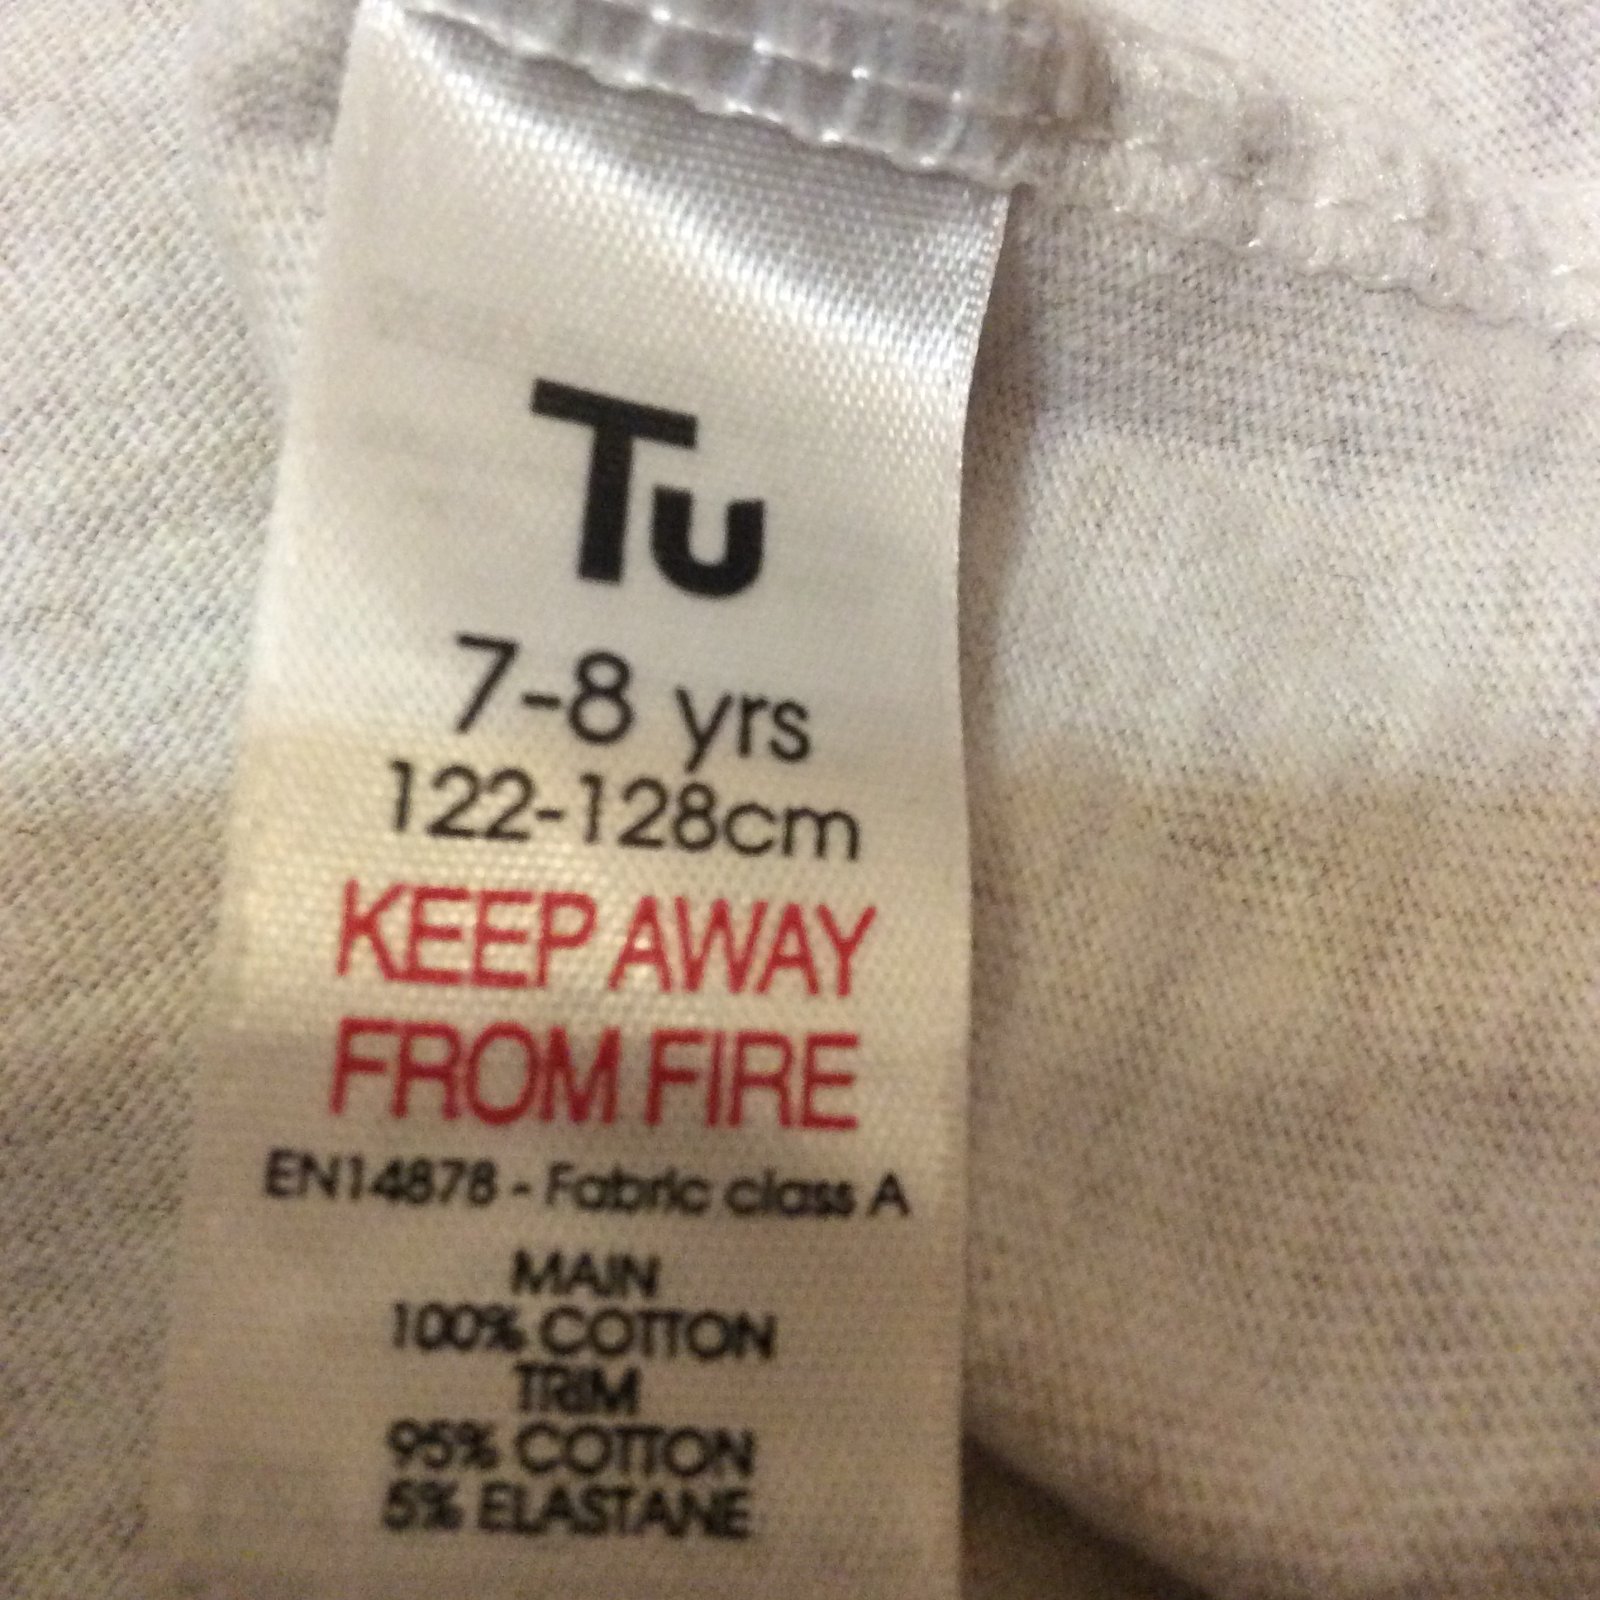 Tu
7-8 yrs
122-128cm
KEEP AWAY
FROM FIRE
EN14878 - Fabric class A
MAIN
100% COTTON
TRIM
95% COTTON
5% ELASTANE